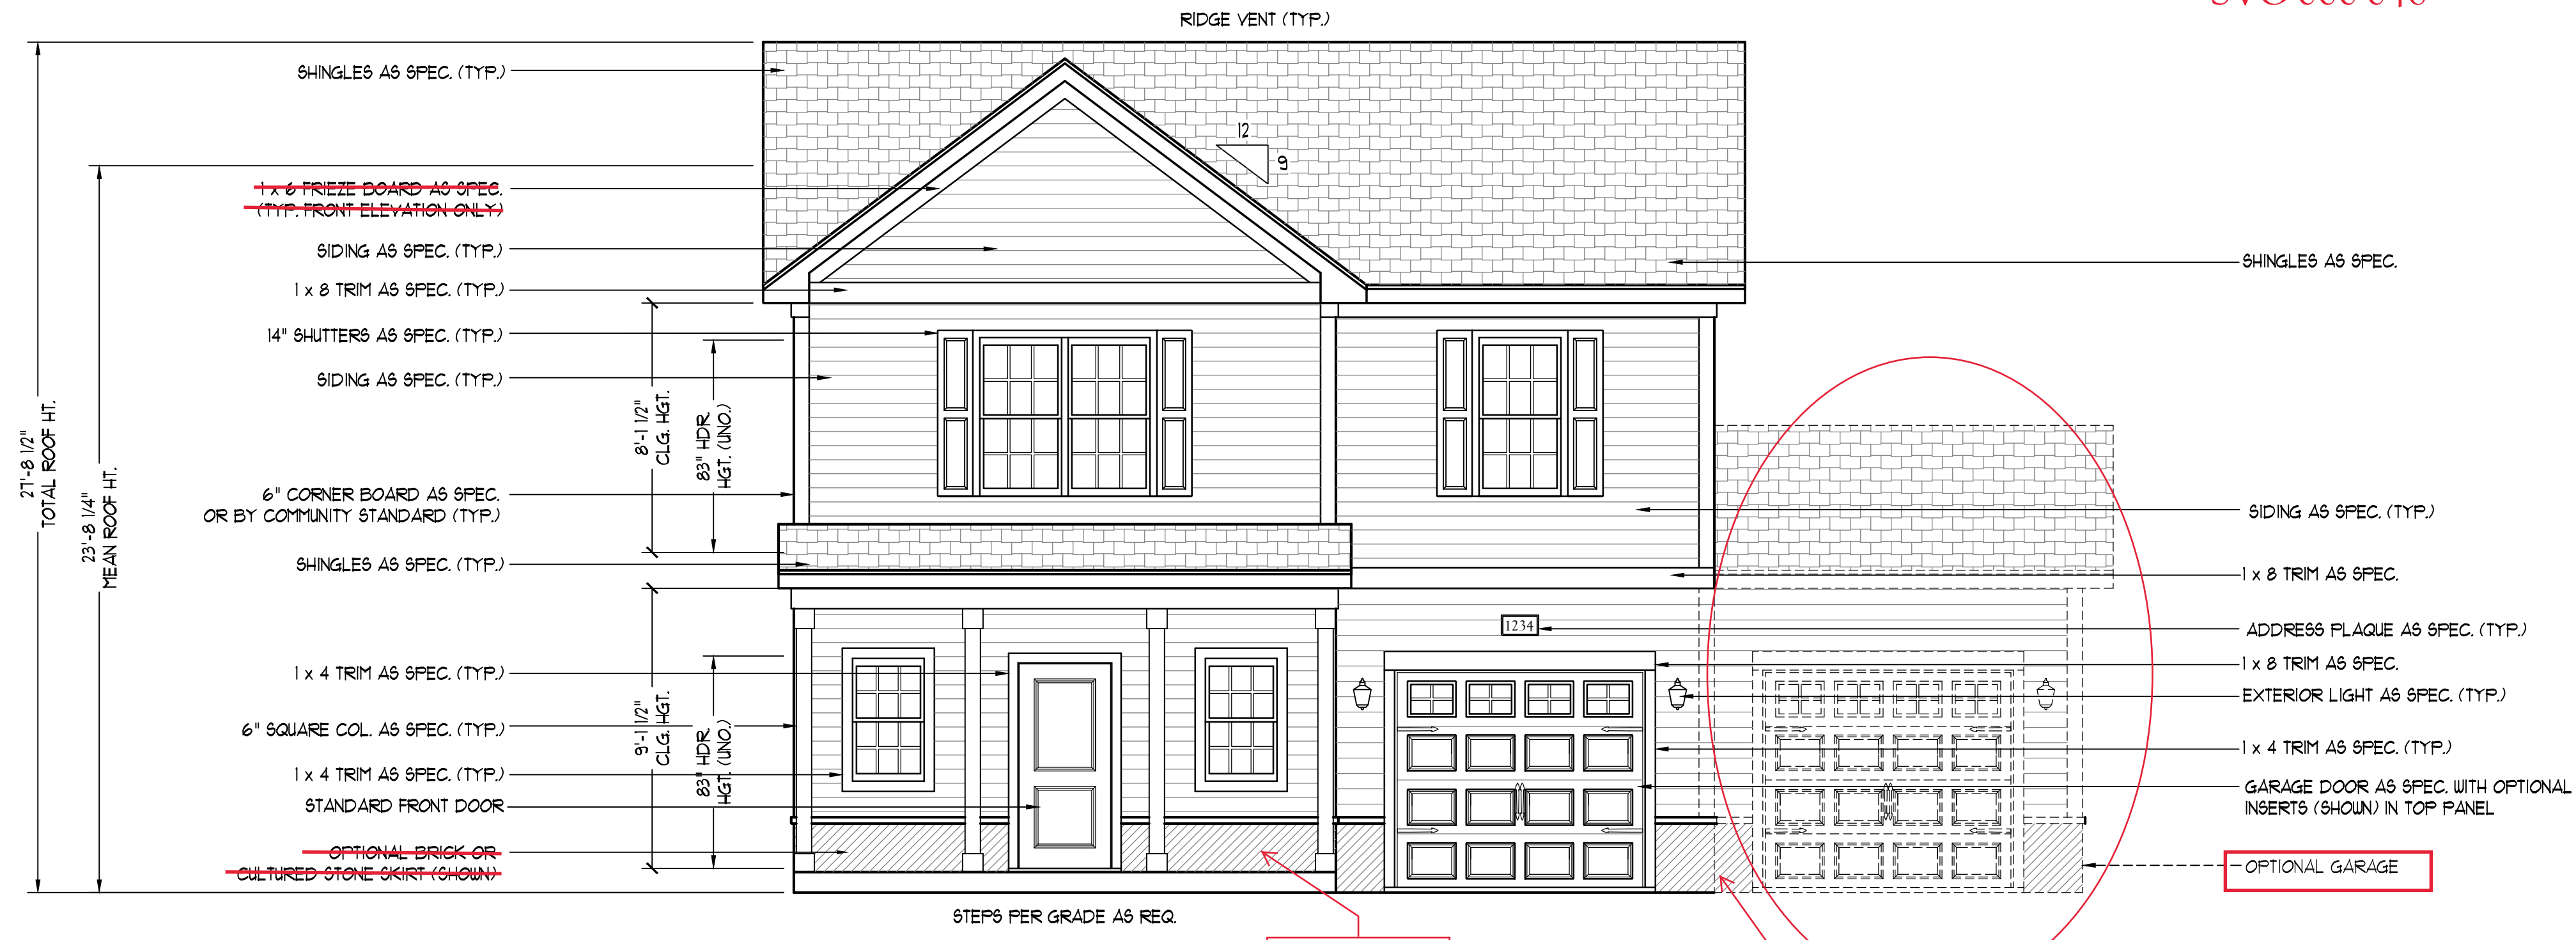 RIDGE VENT (TYP.)
SHINGLES AS SPEC. (TYP.)
12
9
1 x 6 FRIEZE BOARD AS SPEC.
(TYP. FRONT ELEVATION ONLY)
SIDING AS SPEC. (TYP.)
SHINGLES AS SPEC.
1 x 8 TRIM AS SPEC. (TYP.)
14" SHUTTERS AS SPEC. (TYP.)
SIDING AS SPEC. (TYP.)
27'-8 1/2"
TOTAL ROOF HT.
23'-8 1/4"
MEAN ROOF HT.
8'-1 1/2"
CLG. HGT.
83" HDR
HGT. (UNO.)
6" CORNER BOARD AS SPEC.
OR BY COMMUNITY STANDARD (TYP.)
SIDING AS SPEC. (TYP.)
SHINGLES AS SPEC. (TYP.)
1 x 8 TRIM AS SPEC.
1234
ADDRESS PLAQUE AS SPEC. (TYP.)
1 x 8 TRIM AS SPEC.
1 x 4 TRIM AS SPEC. (TYP.)
EXTERIOR LIGHT AS SPEC. (TYP.)
9'-1 1/2"
CLG. HGT.
83" HDR
HGT. (UNO.)
6" SQUARE COL. AS SPEC. (TYP.)
1 x 4 TRIM AS SPEC. (TYP.)
1 x 4 TRIM AS SPEC. (TYP.)
GARAGE DOOR AS SPEC. WITH OPTIONAL
INSERTS (SHOWN) IN TOP PANEL
STANDARD FRONT DOOR
OPTIONAL BRICK OR
CULTURED STONE SKIRT (SHOWN)
OPTIONAL GARAGE
STEPS PER GRADE AS REQ.